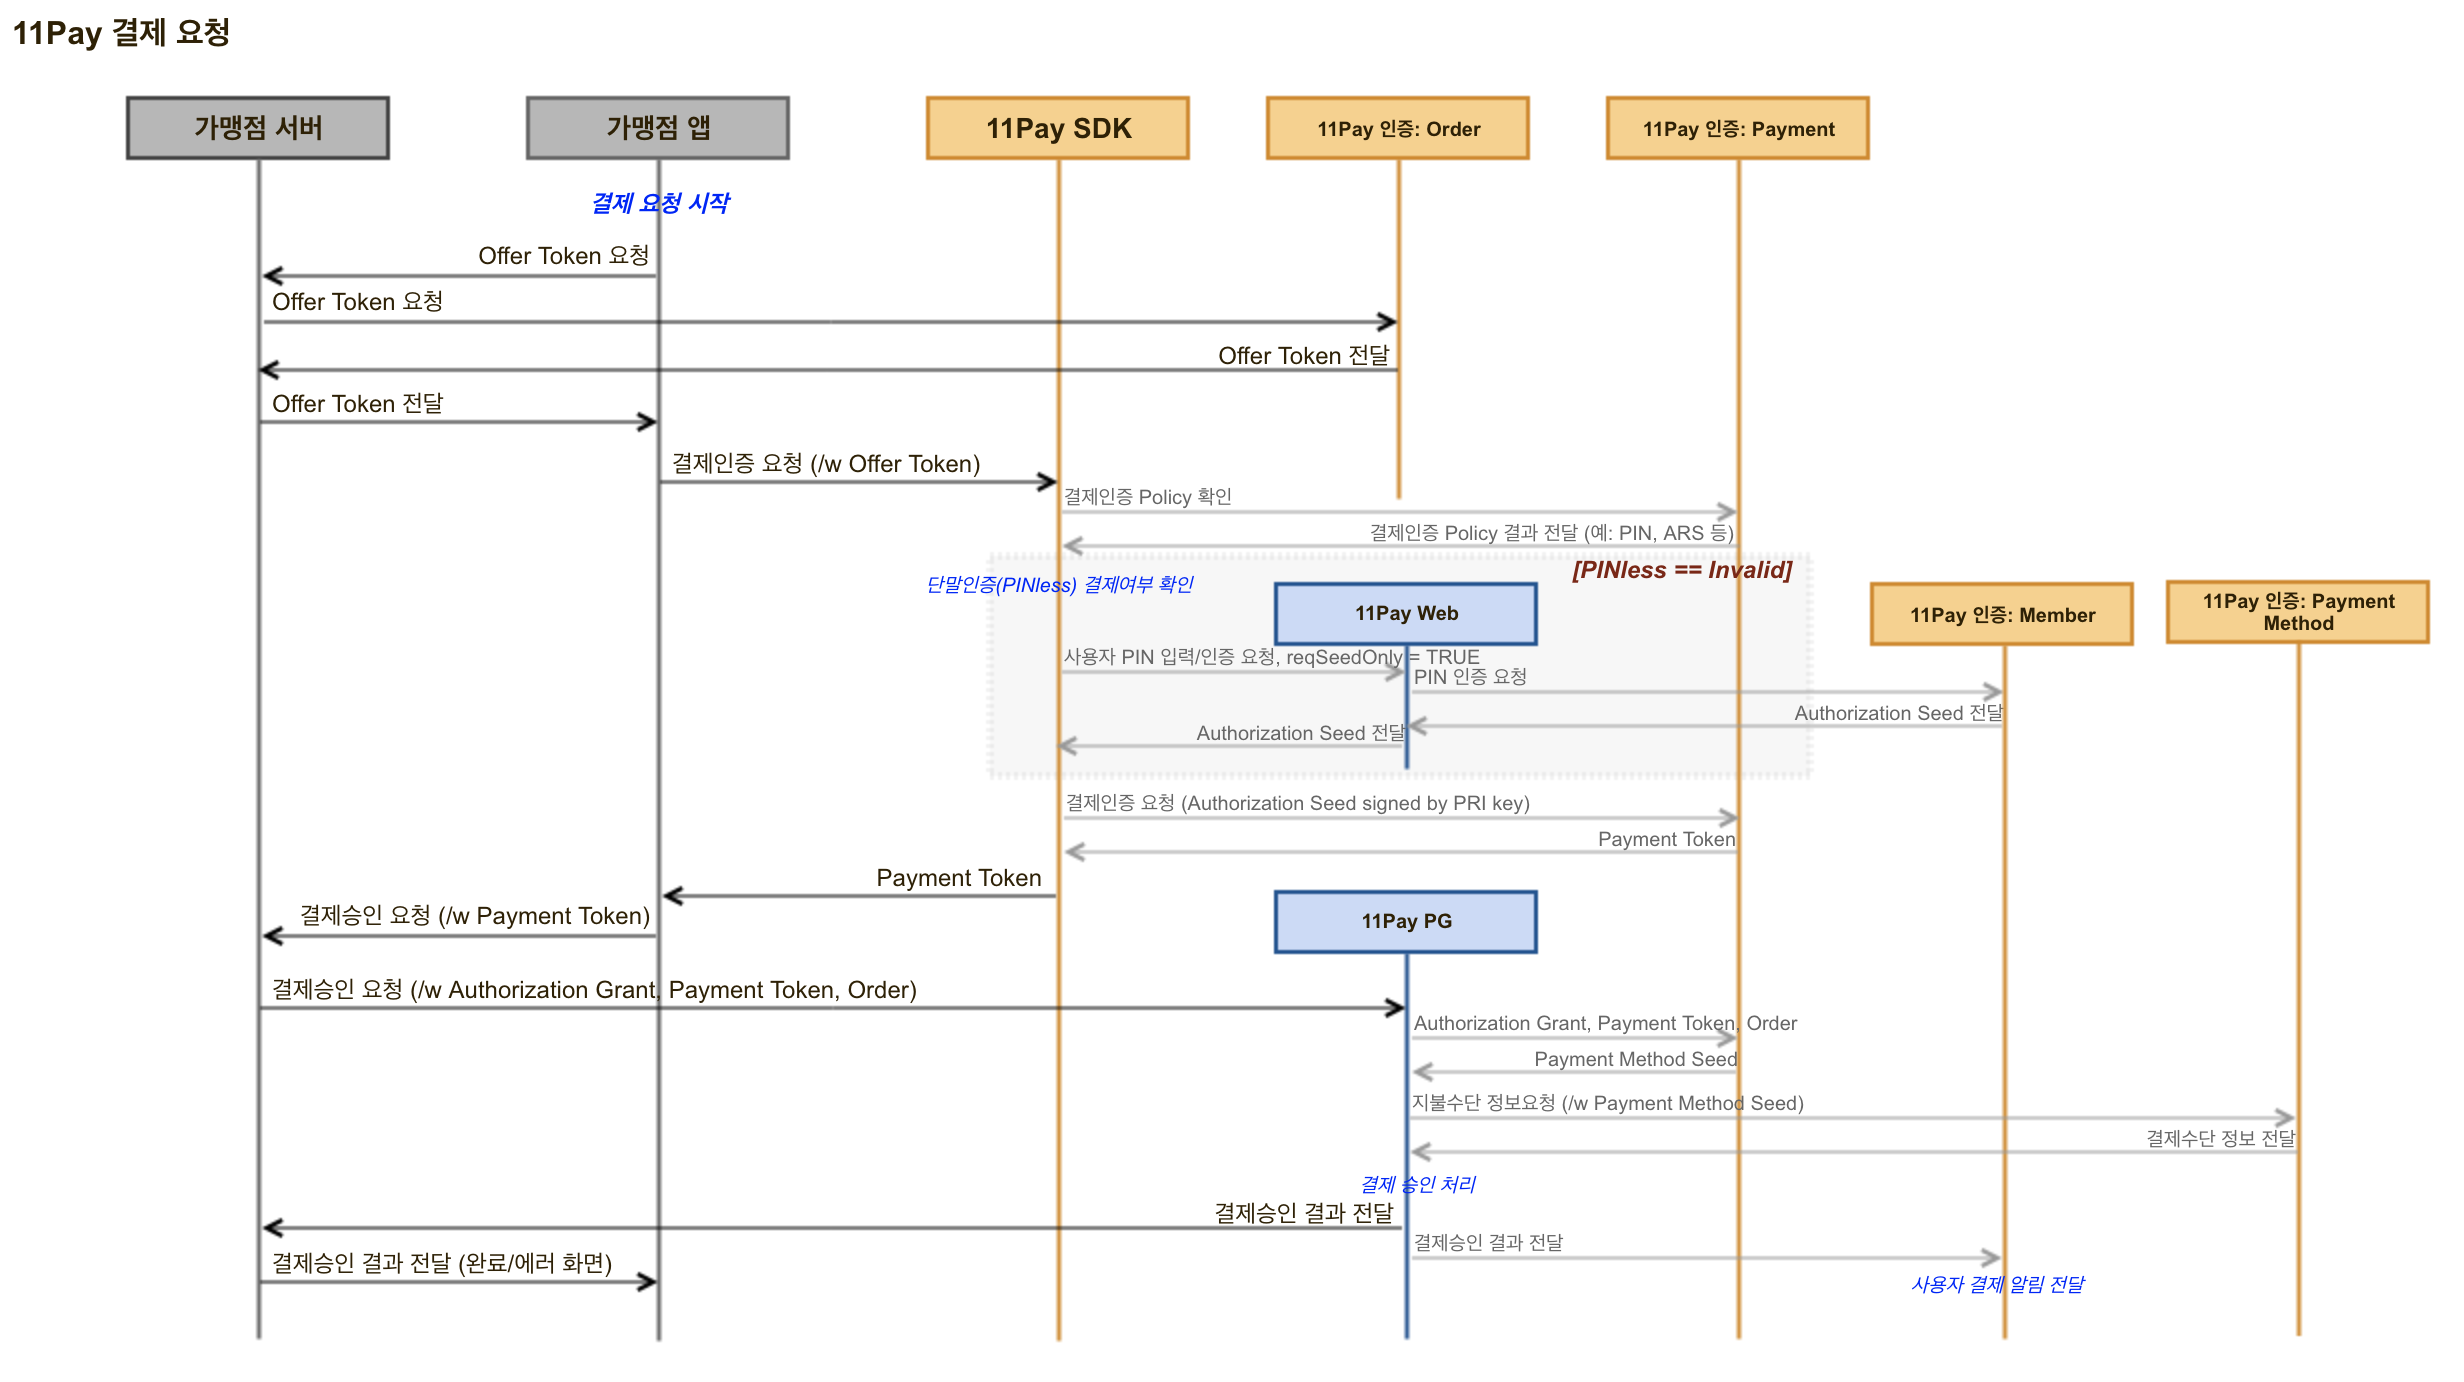 11Pay 결제 요청
가맹점 서버
가맹점 앱
11Pay SDK
11Pay 인증: Order
11Pay 인증: Payment
결제 요청 시작
Offer Token 요청
Offer Token 요청
Offer Token 전달
Offer Token 전달
결제인증 요청 (/w Offer Token)
결제인증 Policy 확인
결제인증 Policy 결과 전달 (예: PIN, ARS 등)
[PINless == Invalid]
단말인증(PINless) 결제여부 확인
11Pay Web
11Pay 인증: Member
11Pay 인증: Payment
Method
사용자 PIN 입력/인증 요청, reqSeedOnly = TRUE
PIN 인증 요청
Authorization Seed 전달
Authorization Seed 전달
결제인증 요청 (Authorization Seed signed by PRI key)
Payment Token
Payment Token
결제승인 요청 (/w Payment Token)
11Pay PG
결제승인 요청 (/w Authorization Grant, Payment Token, Order)
Authorization Grant, Payment Token, Order
Payment Method Seed
지불수단 정보요청 (/w Payment Method Seed)
결제수단 정보 전달
결제 승인 처리
결제승인 결과 전달
결제승인 결과 전달
결제승인 결과 전달 (완료/에러 화면)
사용자 결제 알림 전달